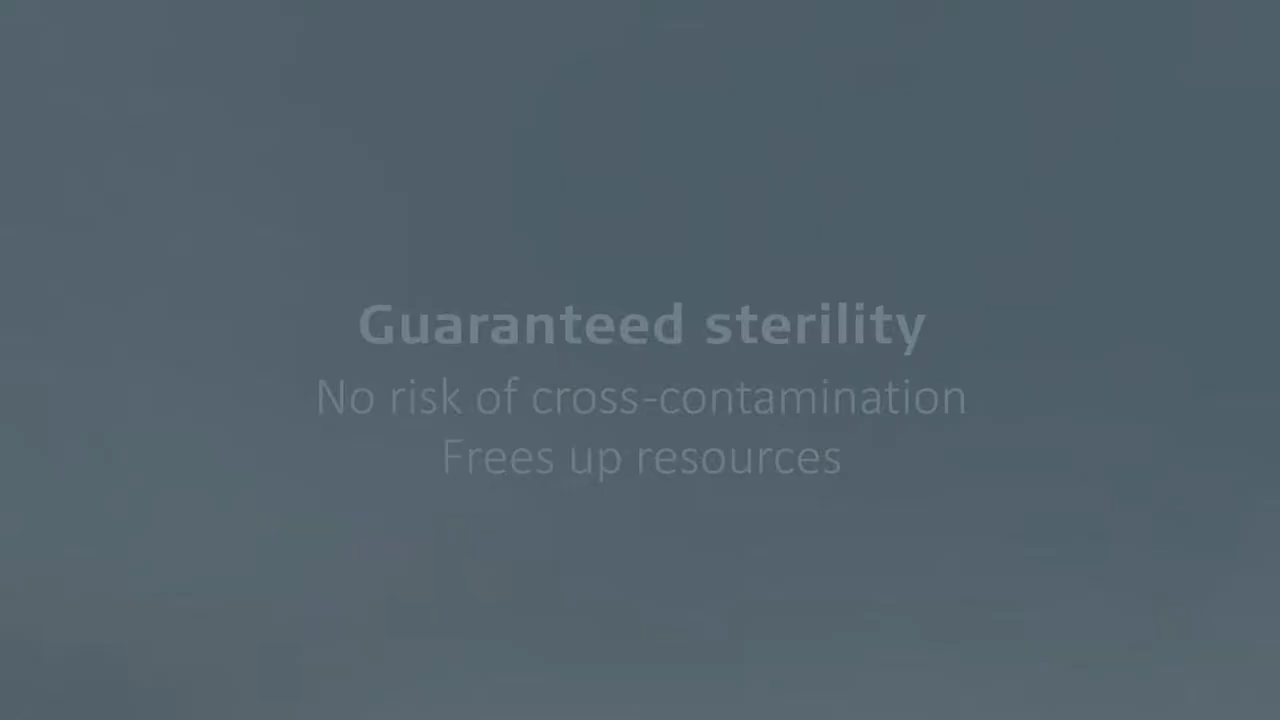 Guaranteed sterility
No risk of cross-contamination
Frees up resources